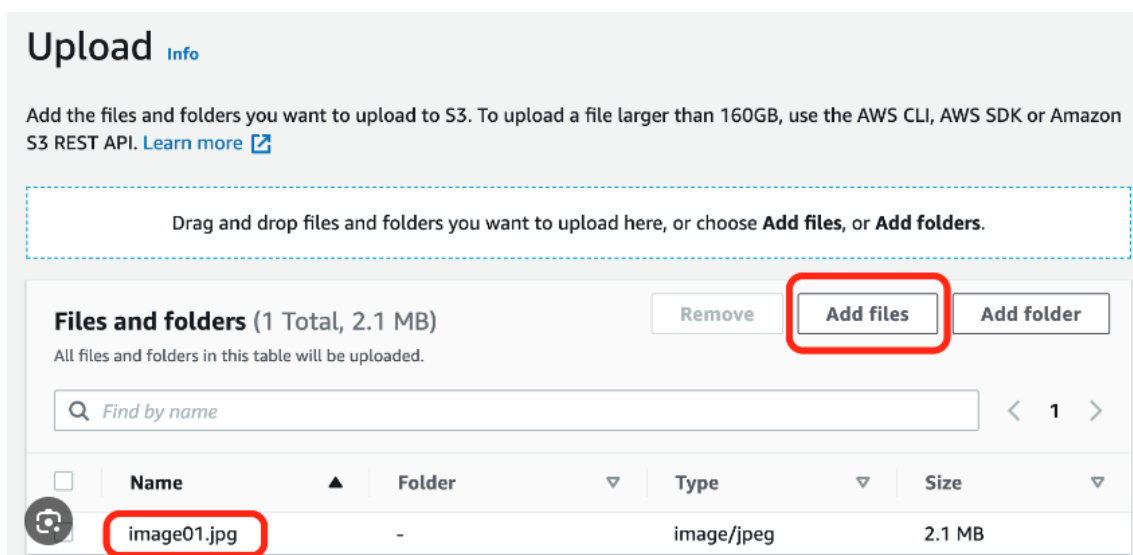 Upload Info
Add the files and folders you want to upload to S3. To upload a file larger than 160GB, use the AWS CLI, AWS SDK or Amazon
S3 REST API. Learn more
Drag and drop files and folders you want to upload here, or choose Add files, or Add folders.
Files and folders (1 Total, 2.1 MB) Remove Add files Add folder
All files and folders in this table will be uploaded.
Find by name 1
Name Folder Type Size
image01.jpg - image/jpeg 2.1 MB